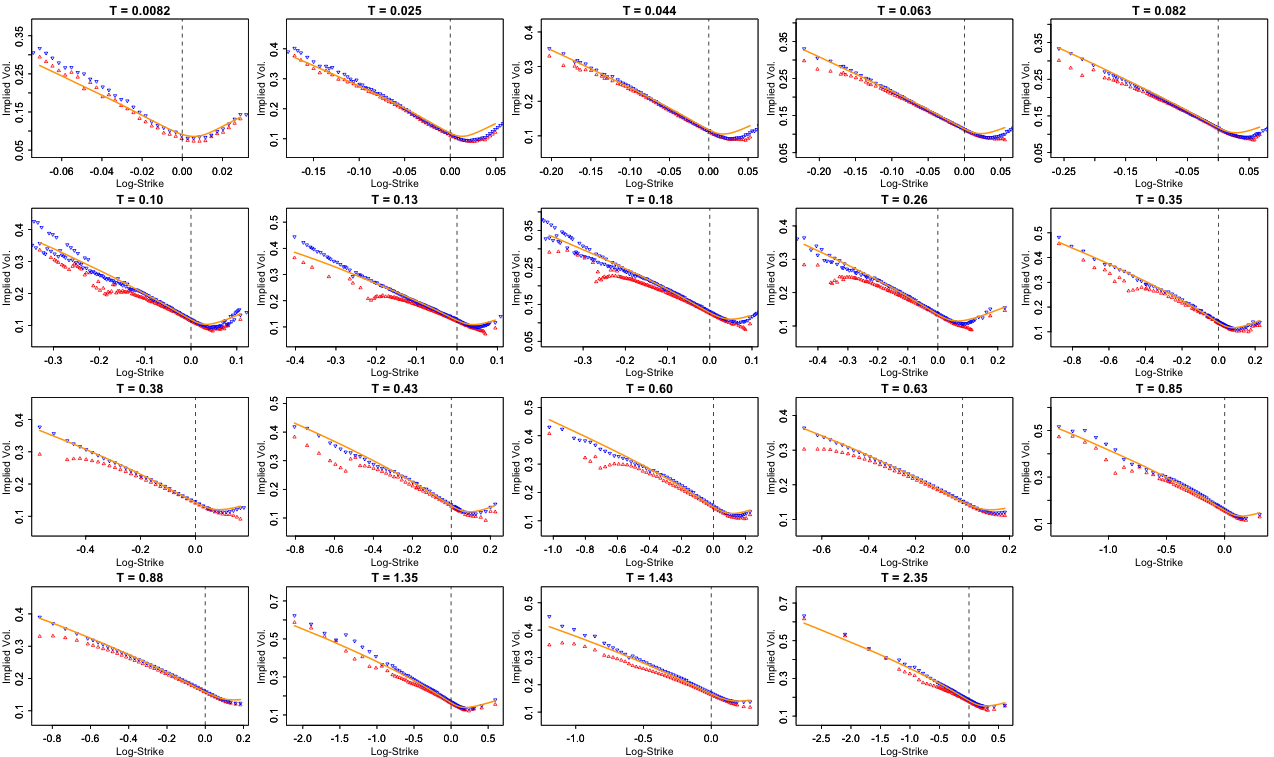 T = 0.0082 T = 0.025 T = 0.044 T = 0.063 T = 0.082
Implied Vol. Implied Vol. Implied Vol. Implied Vol. Implied Vol.
0.35 0.25 0.15 0.05
0.4 0.3 0.2 0.1
0.4 0.3 0.2 0.1
0.35 0.25 0.15 0.05
0.35 0.25 0.15 0.05
-0.06 -0.04 -0.02 0.00 0.02
-0.15 -0.10 -0.05 0.00 0.05
-0.20 -0.15 -0.10 -0.05 0.00 0.05
-0.20 -0.15 -0.10 -0.05 0.00 0.05
-0.25 -0.15 -0.05 0.05
Log-Strike Log-Strike Log-Strike Log-Strike Log-Strike
T = 0.10 T = 0.13 T = 0.18 T = 0.26 T = 0.35
Implied Vol. Implied Vol. Implied Vol. Implied Vol. Implied Vol.
0.4 0.3 0.2 0.1
0.5 0.4 0.3 0.2 0.1
0.35 0.25 0.15 0.05
0.4 0.3 0.2 0.1
0.5 0.4 0.3 0.2 0.1
-0.3 -0.2 -0.1 0.0 0.1
-0.4 -0.3 -0.2 -0.1 0.0 0.1
-0.3 -0.2 -0.1 0.0 0.1
-0.4 -0.3 -0.2 -0.1 0.0 0.1 0.2
-0.8 -0.6 -0.4 -0.2 0.0 0.2
Log-Strike Log-Strike Log-Strike Log-Strike Log-Strike
T = 0.38 T = 0.43 T = 0.60 T = 0.63 T = 0.85
Implied Vol. Implied Vol. Implied Vol. Implied Vol. Implied Vol.
0.4 0.3 0.2 0.1
0.5 0.4 0.3 0.2 0.1
0.5 0.4 0.3 0.2 0.1
0.4 0.3 0.2 0.1
0.5 0.3 0.1
-0.4 -0.2 0.0
-0.8 -0.6 -0.4 -0.2 0.0 0.2
-1.0 -0.8 -0.6 -0.4 -0.2 0.0 0.2
-0.6 -0.4 -0.2 0.0 0.2
-1.0 -0.5 0.0
Log-Strike Log-Strike Log-Strike Log-Strike Log-Strike
T = 0.88 T = 1.35 T = 1.43 T = 2.35
Implied Vol. Implied Vol. Implied Vol. Implied Vol.
0.4 0.3 0.2 0.1
0.7 0.5 0.3 0.1
0.5 0.4 0.3 0.2 0.1
0.7 0.5 0.3 0.1
-0.8 -0.6 -0.4 -0.2 0.0 0.2
-2.0 -1.5 -1.0 -0.5 0.0 0.5
-1.0 0.0
-2.5 -2.0 -1.5 -1.0 -0.5 0.0 0.5
Log-Strike Log-Strike Log-Strike Log-Strike